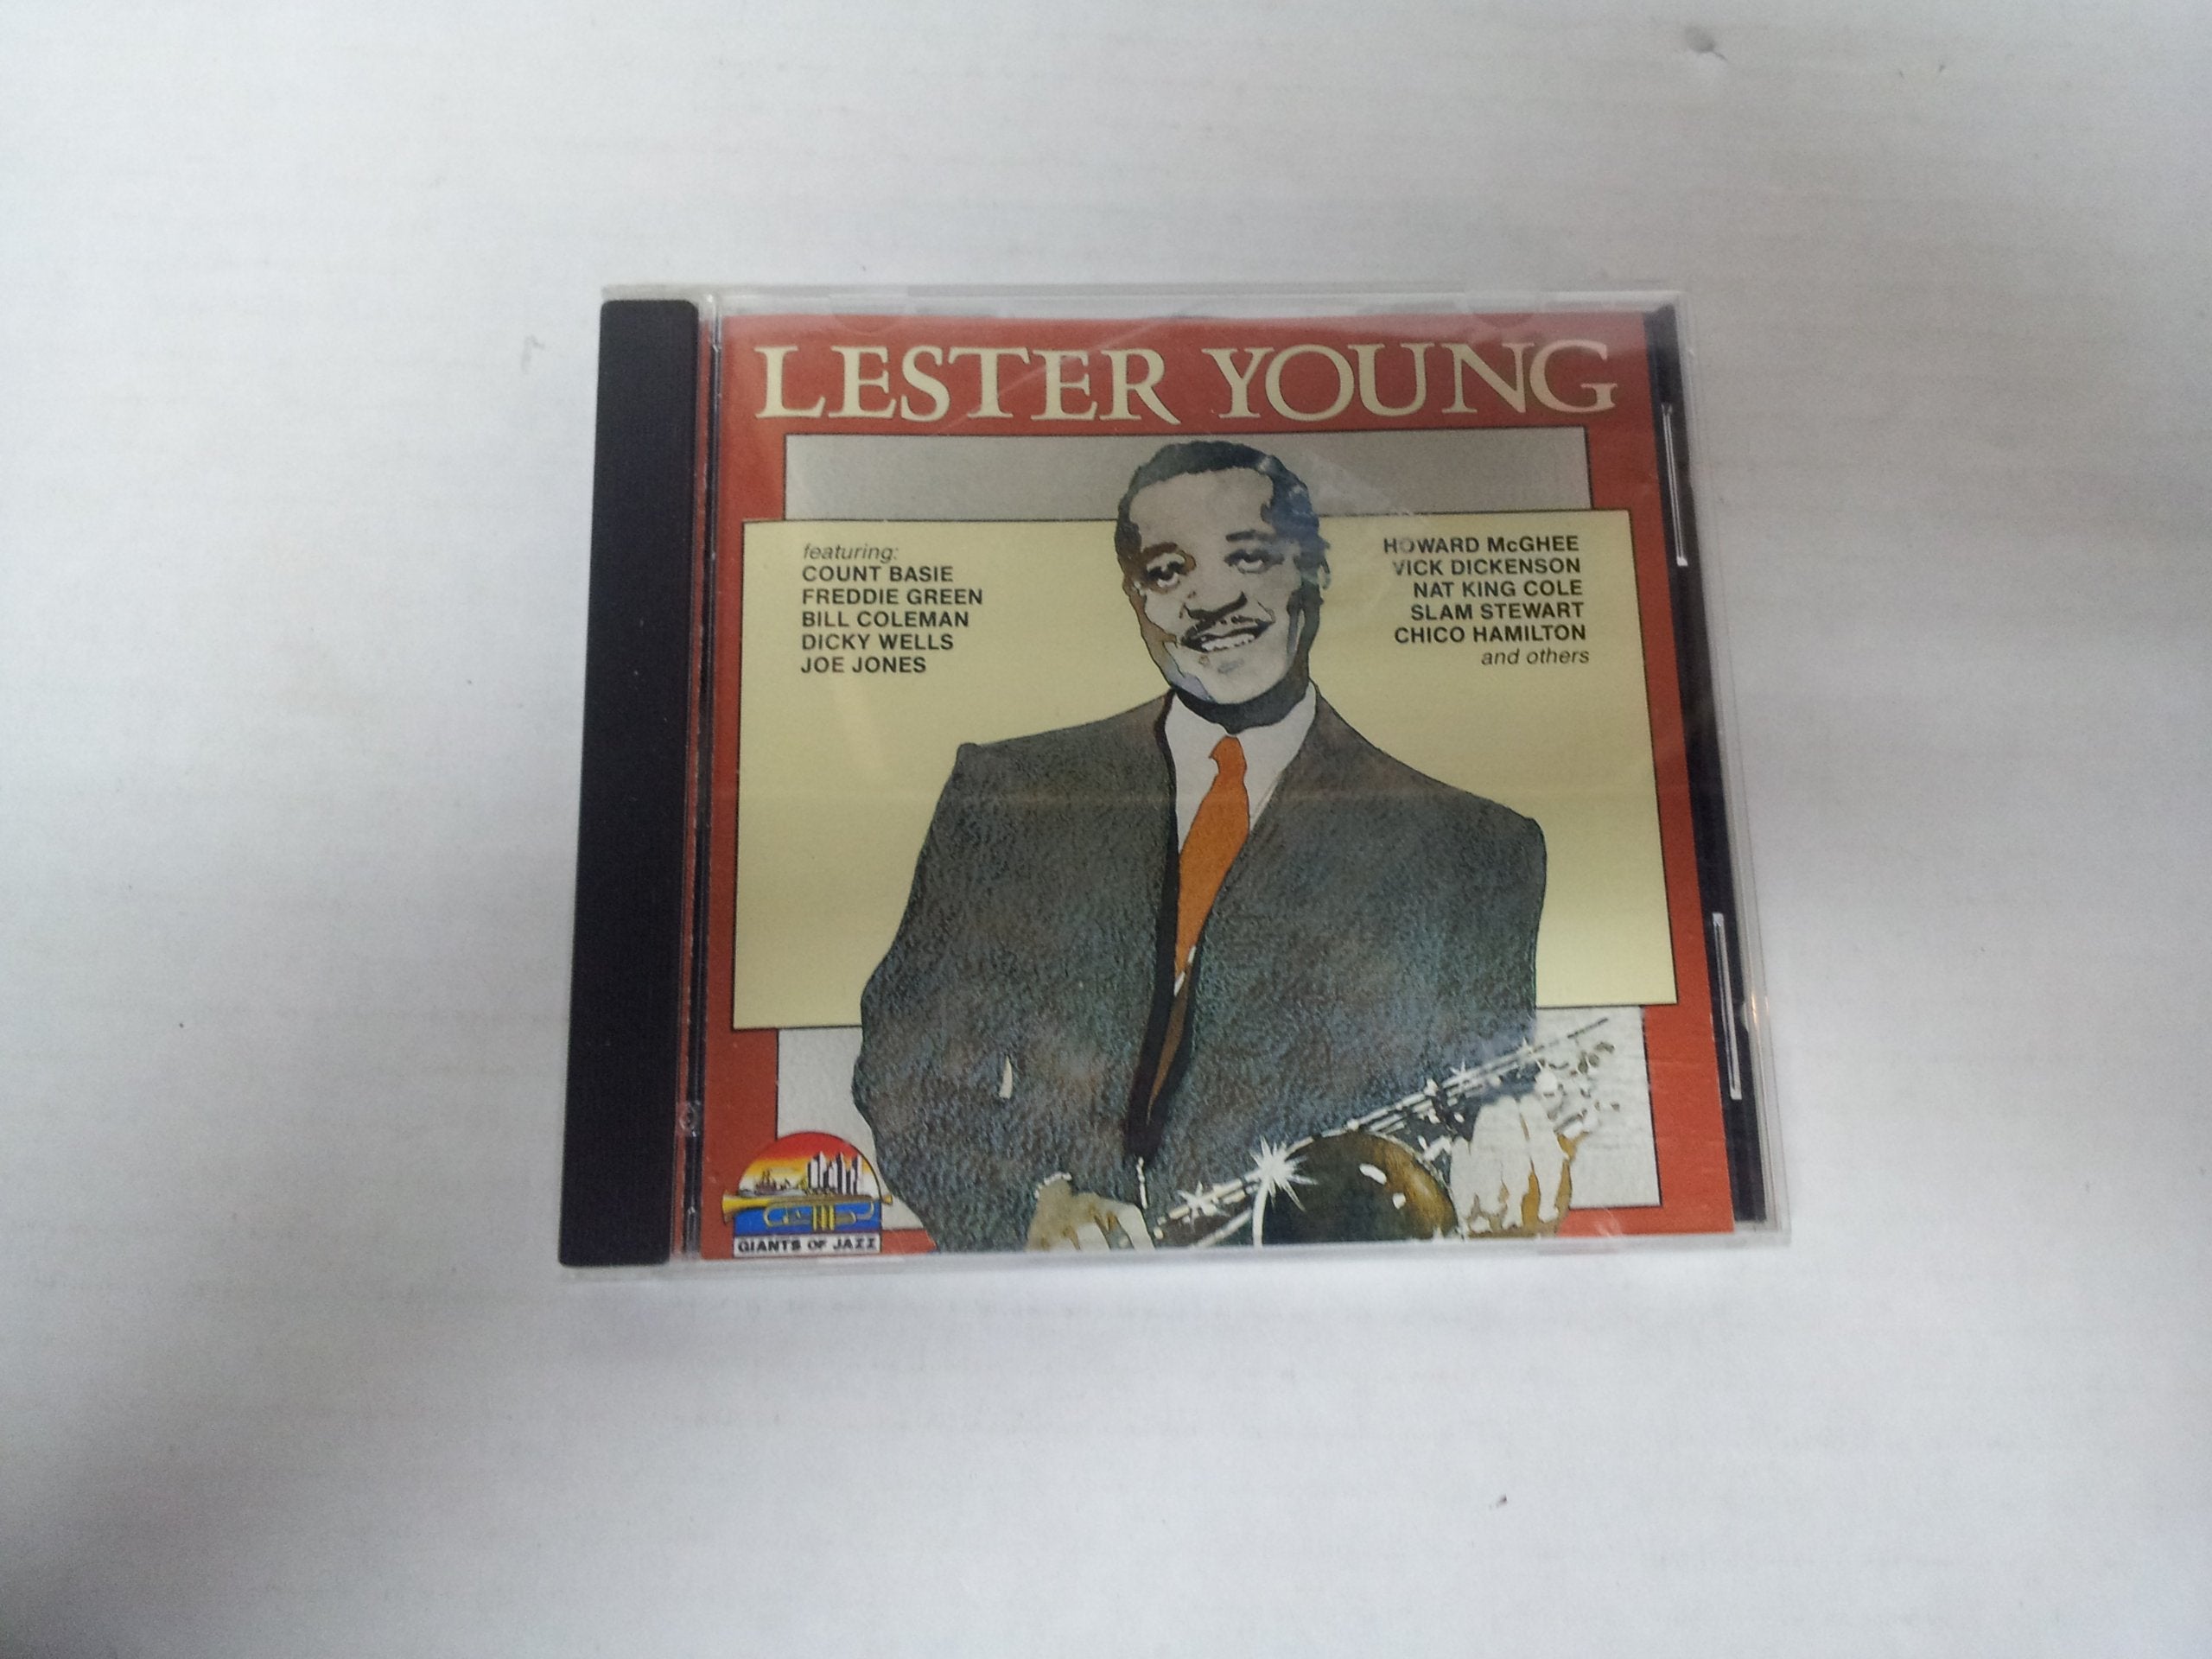 LESTER YOUNG
featuring:
COUNT BASIE
FREDDIE GREEN
BILL COLEMAN
DICKY WELLS
JOE JONES
HOWARD McGHEE
VICK DICKENSON
NAT KING COLE
SLAM STEWART
CHICO HAMILTON
and others
GIANTS OF JAZZ